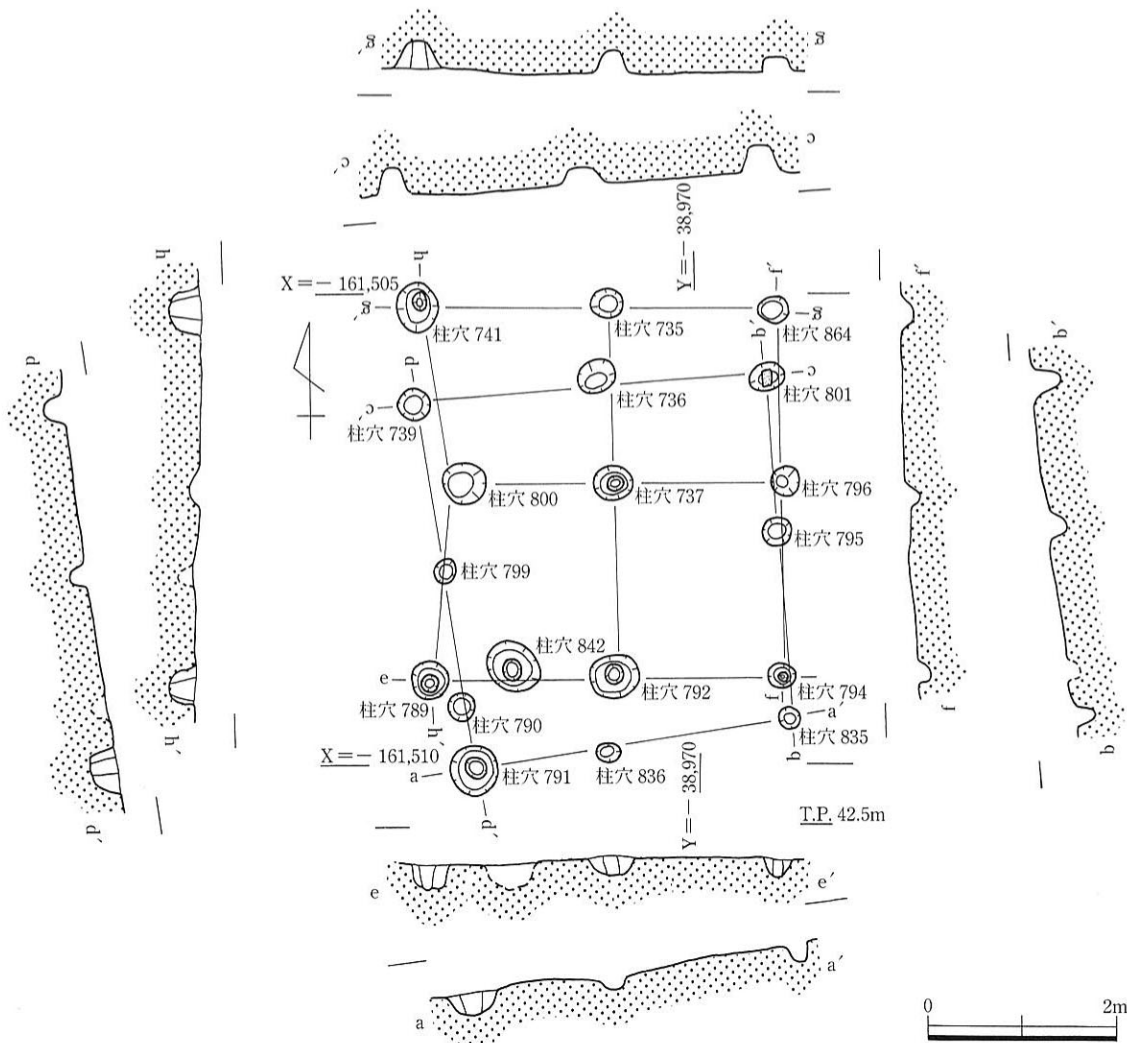 g´
g
c´
c
Y＝－38,970
h
f´
X＝－161,505
g´
g
柱穴 741
柱穴 735
柱穴 864
b´
d
c
c´
柱穴 739
柱穴 736
柱穴 801
柱穴 800
柱穴 737
柱穴 796
柱穴 795
柱穴 799
柱穴 842
e
柱穴 789
柱穴 792
f
柱穴 794
h´
柱穴 790
a´
柱穴 835
X＝－161,510
a
柱穴 791
柱穴 836
b
d´
Y＝－38,970
T.P. 42.5m
h
d
h´
d´
f´
b´
f
b
e
e´
a
a´
0
2m